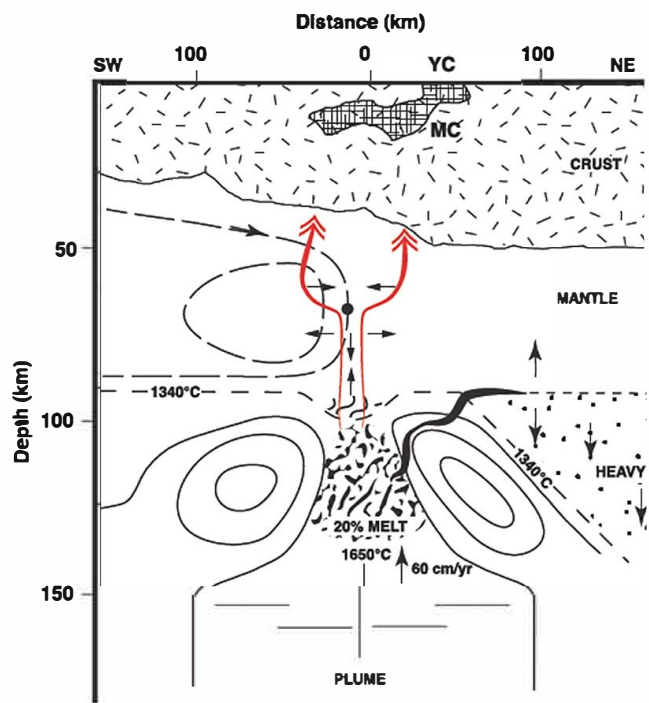 Distance (km)
100 0 100
SW YC NE
MC
CRUST
50
MANTLE
Depth (km)
1340°C
100
1340°C
HEAVY
20% MELT
1650°C
60 cm/yr
150
PLUME